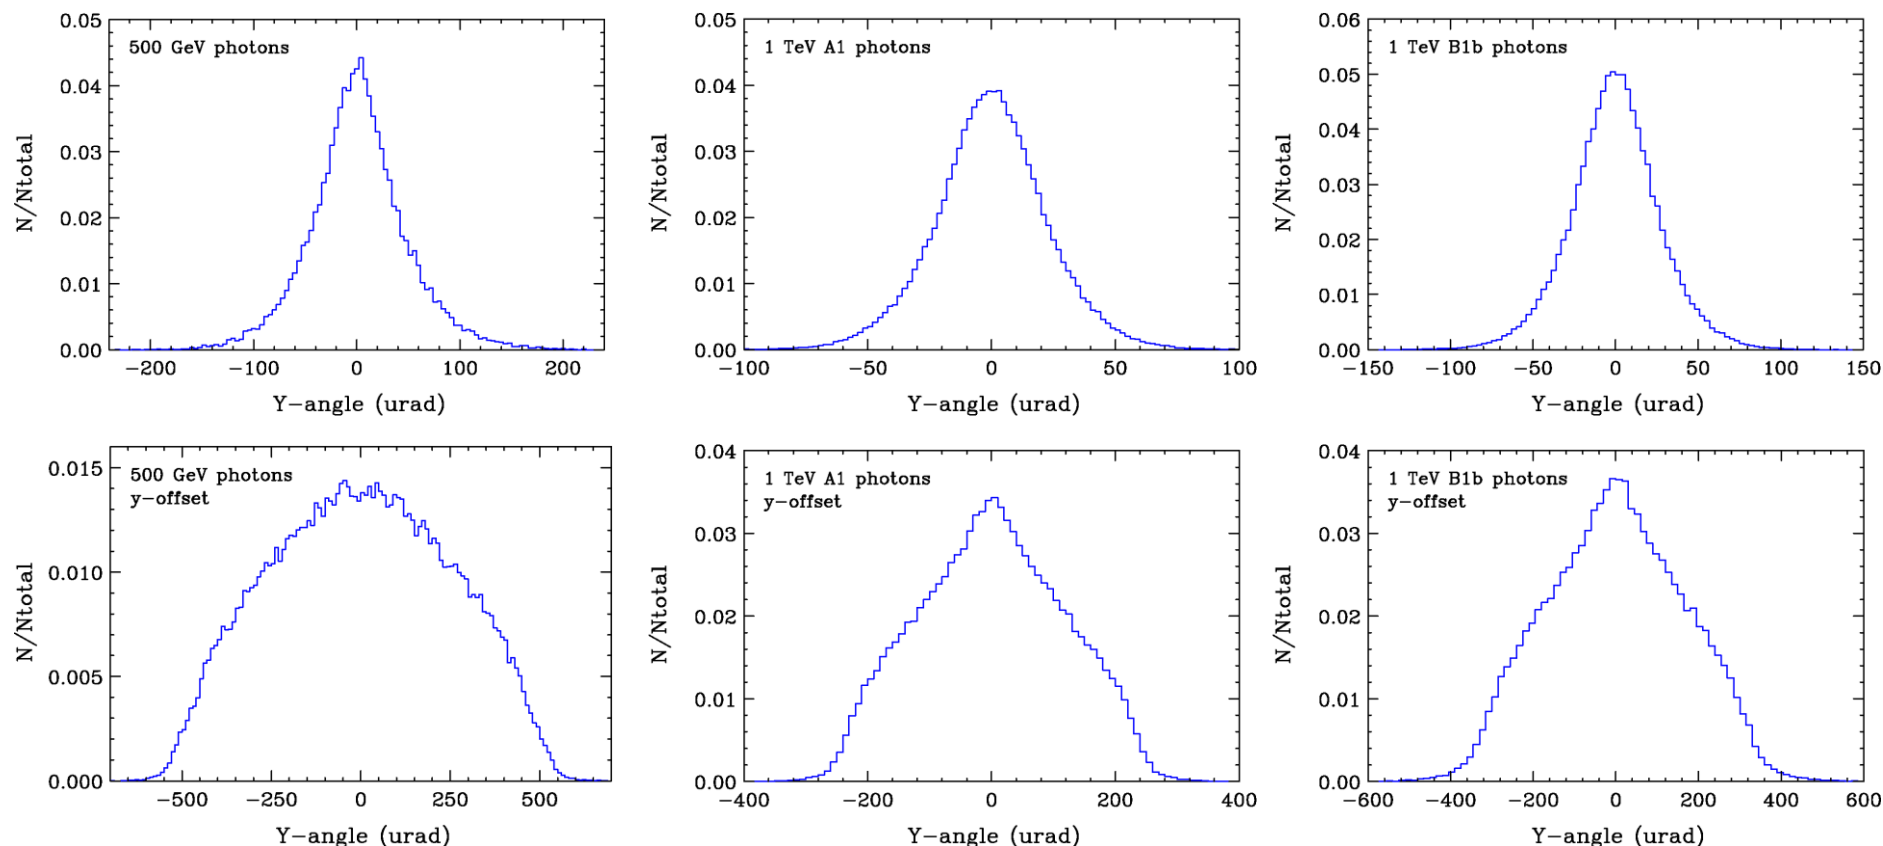 500 GeV photons
0.05
0.04
0.03
0.02
0.01
0.00
N/Ntotal
−200 −100 0 100 200
Y−angle (urad)
1 TeV A1 photons
0.05
0.04
0.03
0.02
0.01
0.00
N/Ntotal
−100 −50 0 50 100
Y−angle (urad)
1 TeV B1b photons
0.06
0.05
0.04
0.03
0.02
0.01
0.00
N/Ntotal
−150 −100 −50 0 50 100 150
Y−angle (urad)
500 GeV photons
y−offset
0.015
0.010
0.005
0.000
N/Ntotal
−500 −250 0 250 500
Y−angle (urad)
1 TeV A1 photons
y−offset
0.04
0.03
0.02
0.01
0.00
N/Ntotal
−400 −200 0 200 400
Y−angle (urad)
1 TeV B1b photons
y−offset
0.04
0.03
0.02
0.01
0.00
N/Ntotal
−600 −400 −200 0 200 400 600
Y−angle (urad)